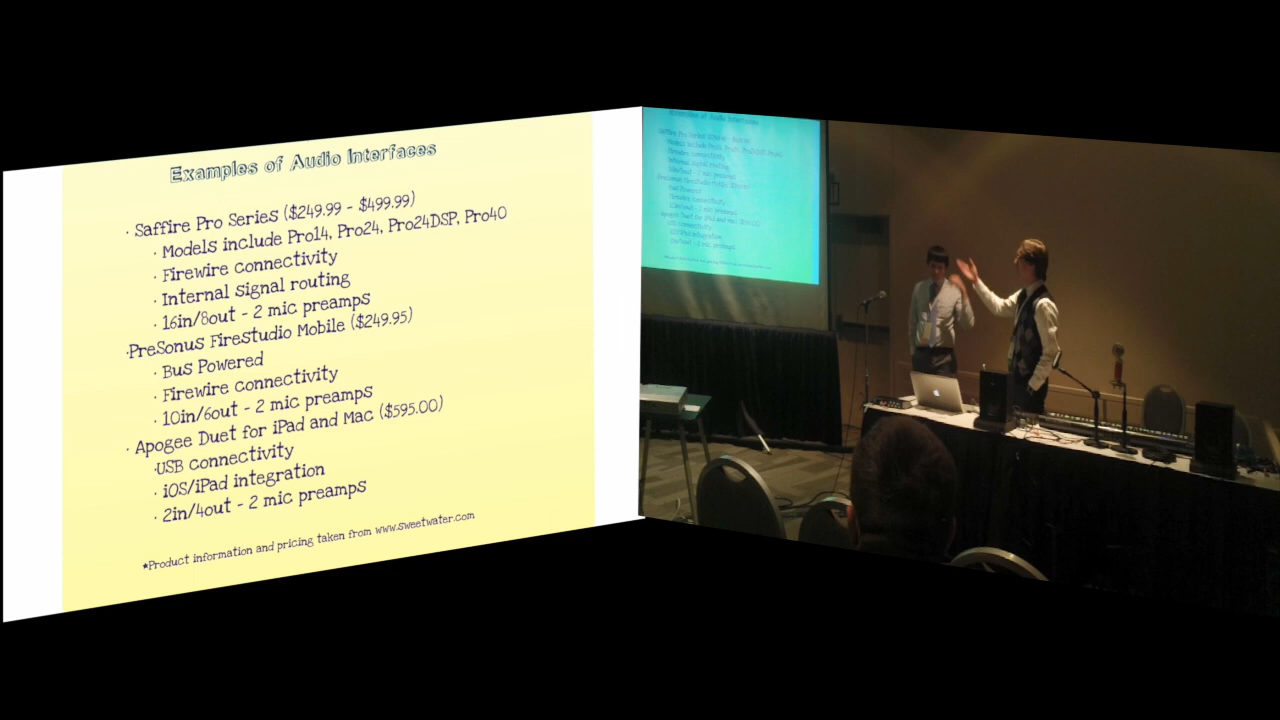 Examples of Audio Interfaces
· Saffire Pro Series ($249.99 - $499.99)
· Models include Pro14, Pro24, Pro24DSP, Pro40
· Firewire connectivity
· Internal signal routing
· 16in/8out - 2 mic preamps
·PreSonus Firestudio Mobile ($249.95)
· Bus Powered
· Firewire connectivity
· 10in/6out - 2 mic preamps
· Apogee Duet for iPad and Mac ($595.00)
·USB connectivity
· iOS/iPad integration
· 2in/4out - 2 mic preamps
*Product information and pricing taken from www.sweetwater.com